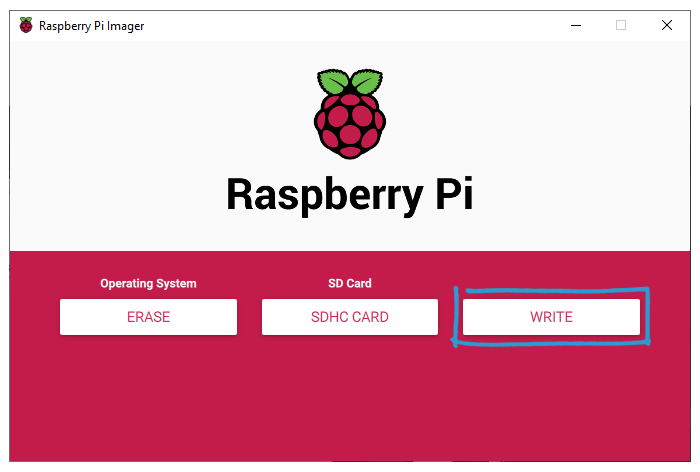 Raspberry Pi Imager
Raspberry Pi
Operating System
SD Card
ERASE
SDHC CARD
WRITE